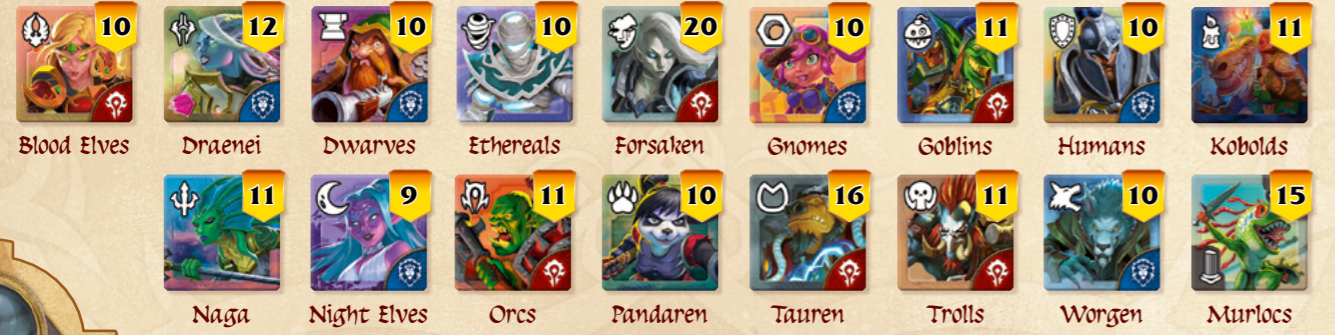 10 12 10 10 20 10 11 10 11
Blood Elves Draenei Dwarves Ethereals Forsaken Gnomes Goblins Humans Kobolds
11 9 11 10 16 11 10 15
Naga Night Elves Orcs Pandaren Tauren Trolls Worgen Murlocs